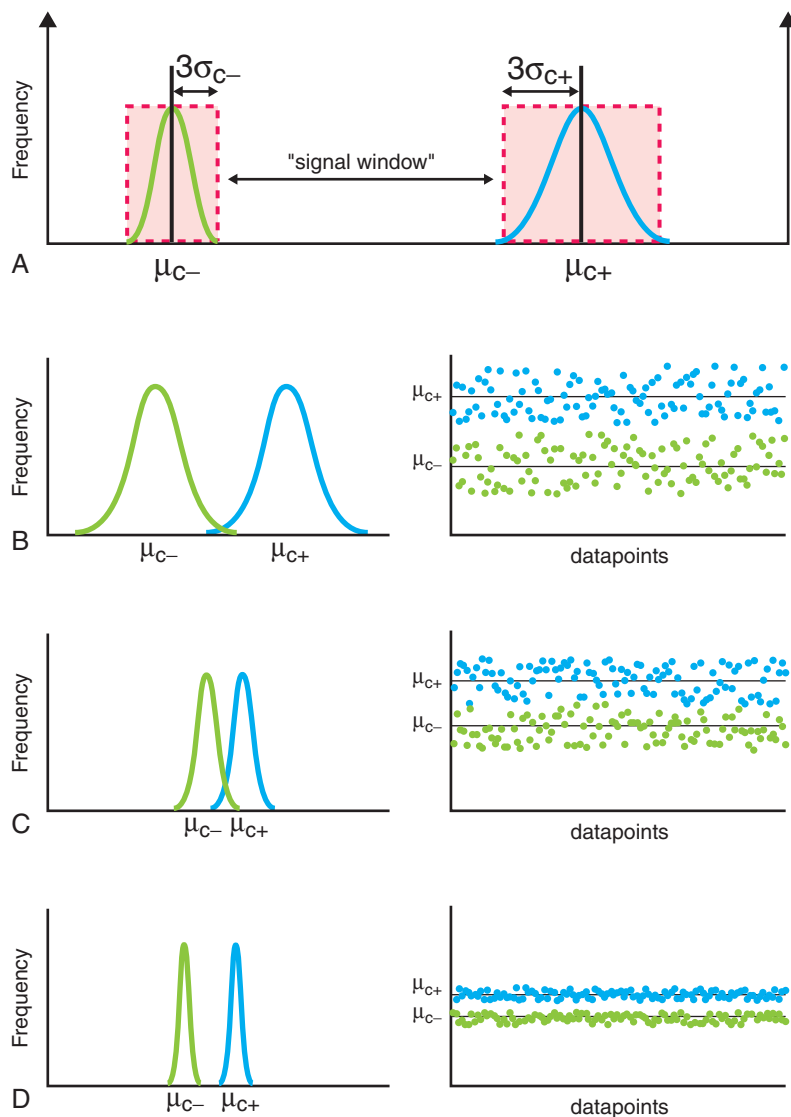 3σc– 3σc+
Frequency
"signal window"
A
μc– μc+
Frequency
B
μc– μc+
μc+
μc–
datapoints
Frequency
C
μc– μc+
μc+
μc–
datapoints
Frequency
D
μc– μc+
μc+
μc–
datapoints